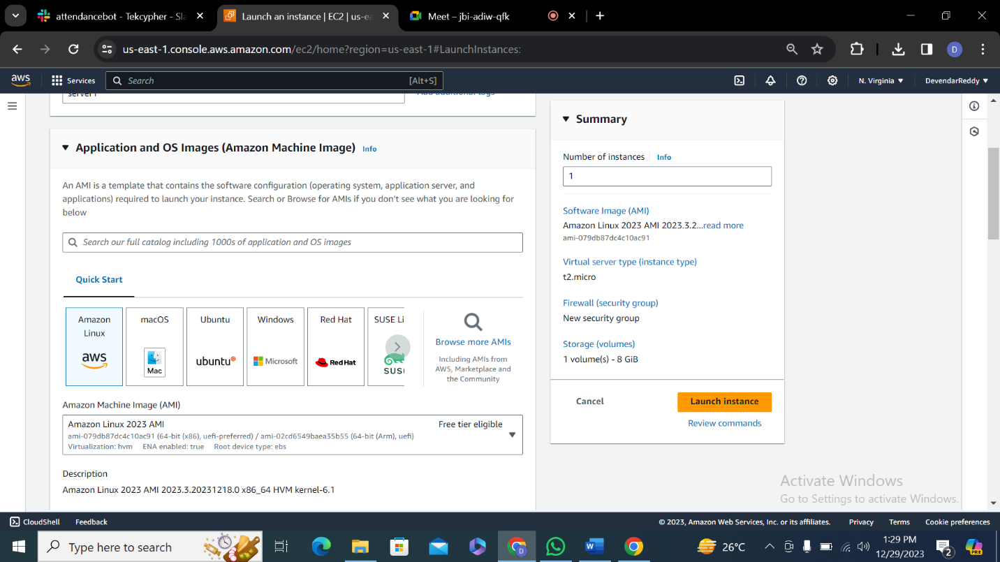 attendancebot - Tekcypher - Sla
Launch an instance | EC2 | us-ea
Meet – jbi-adiw-qfk
us-east-1.console.aws.amazon.com/ec2/home?region=us-east-1#LaunchInstances:
D
aws
Services
Search
[Alt+S]
N. Virginia
DevendarReddy
server1
Add additional tags
Application and OS Images (Amazon Machine Image) Info
An AMI is a template that contains the software configuration (operating system, application server, and
applications) required to launch your instance. Search or Browse for AMIs if you don't see what you are looking for
below
Search our full catalog including 1000s of application and OS images
Quick Start
Amazon
Linux
aws
macOS
Mac
Ubuntu
ubuntu
Windows
Microsoft
Red Hat
Red Hat
SUSE Li
SUS
Browse more AMIs
Including AMIs from
AWS, Marketplace and
the Community
Amazon Machine Image (AMI)
Amazon Linux 2023 AMI
Free tier eligible
ami-079db87dc4c10ac91 (64-bit (x86), uefi-preferred) / ami-02cd6549baea35b55 (64-bit (Arm), uefi)
Virtualization: hvm ENA enabled: true Root device type: ebs
Description
Amazon Linux 2023 AMI 2023.3.20231218.0 x86_64 HVM kernel-6.1
Summary
Number of instances Info
1
Software Image (AMI)
Amazon Linux 2023 AMI 2023.3.2...read more
ami-079db87dc4c10ac91
Virtual server type (instance type)
t2.micro
Firewall (security group)
New security group
Storage (volumes)
1 volume(s) - 8 GiB
Cancel
Launch instance
Review commands
Activate Windows
Go to Settings to activate Windows.
CloudShell
Feedback
© 2023, Amazon Web Services, Inc. or its affiliates.
Privacy
Terms
Cookie preferences
Type here to search
D
W
26°C
1:29 PM
12/29/2023
2
PRE